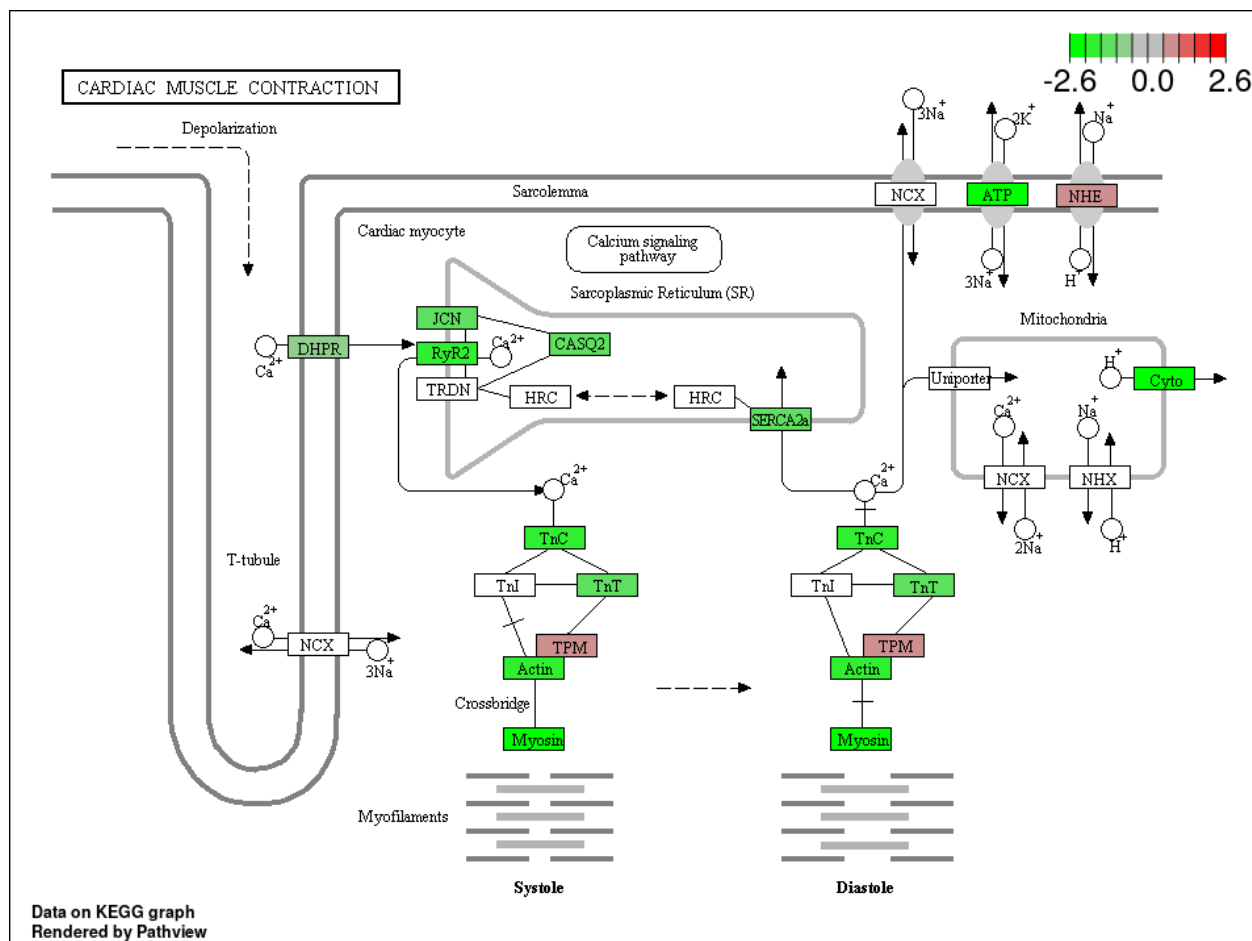 -2.6 0.0 2.6
CARDIAC MUSCLE CONTRACTION
Depolarization
3Na+
2K+
Na+
Sarcolemma
NCX
ATP
NHE
Cardiac myocyte
Calcium signaling
pathway
3Na+
H+
Sarcoplasmic Reticulum (SR)
Mitochondria
JCN
DHPR
Ca2+
RyR2
Ca2+
CASQ2
TRDN
HRC
HRC
SERCA2a
Uniporter
H+
Cyto
Ca2+
Na+
NCX
NHX
2Na+
H+
Ca2+
Ca2+
TnC
TnC
T-tubule
TnI
TnT
TnI
TnT
Ca2+
NCX
3Na+
TPM
Actin
TPM
Actin
Crossbridge
Myosin
Myosin
Myofilaments
Systole
Diastole
Data on KEGG graph
Rendered by Pathview